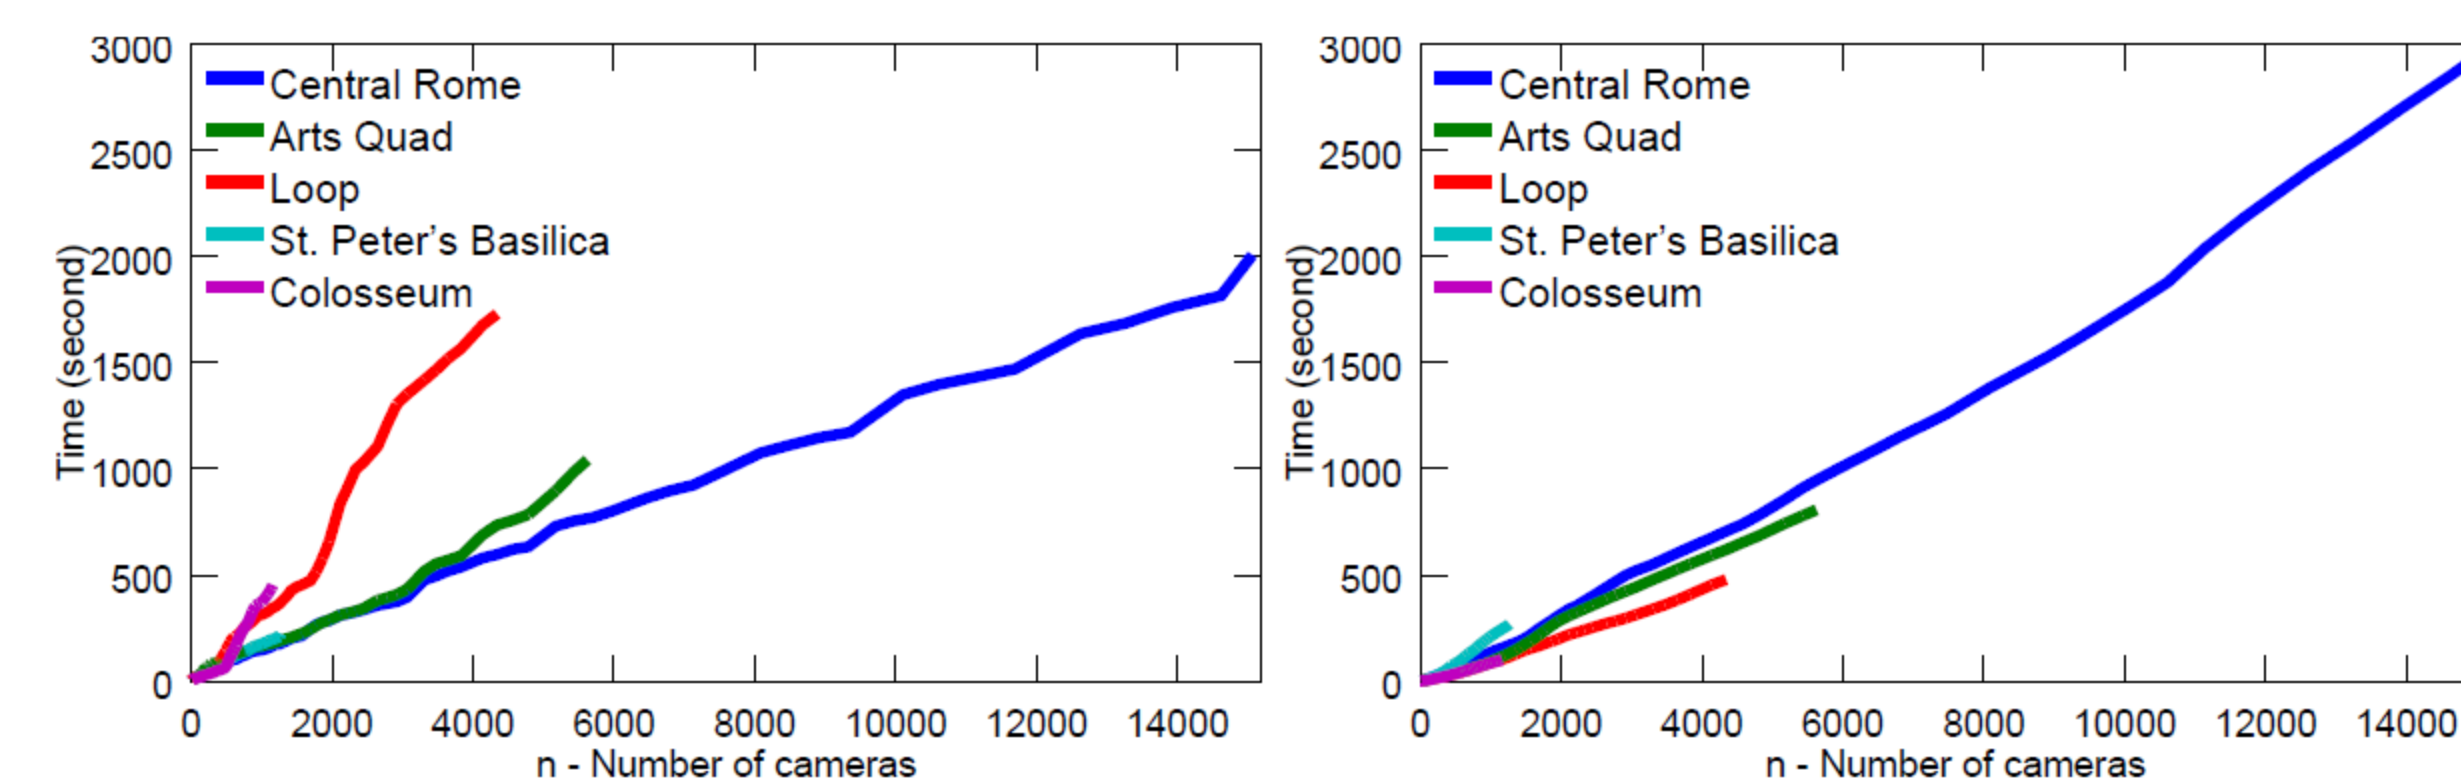 3000
2500
2000
1500
1000
500
0
Time (second)
Central Rome
Arts Quad
Loop
St. Peter's Basilica
Colosseum
0 2000 4000 6000 8000 10000 12000 14000
n - Number of cameras
3000
2500
2000
1500
1000
500
0
Time (second)
Central Rome
Arts Quad
Loop
St. Peter's Basilica
Colosseum
0 2000 4000 6000 8000 10000 12000 14000
n - Number of cameras